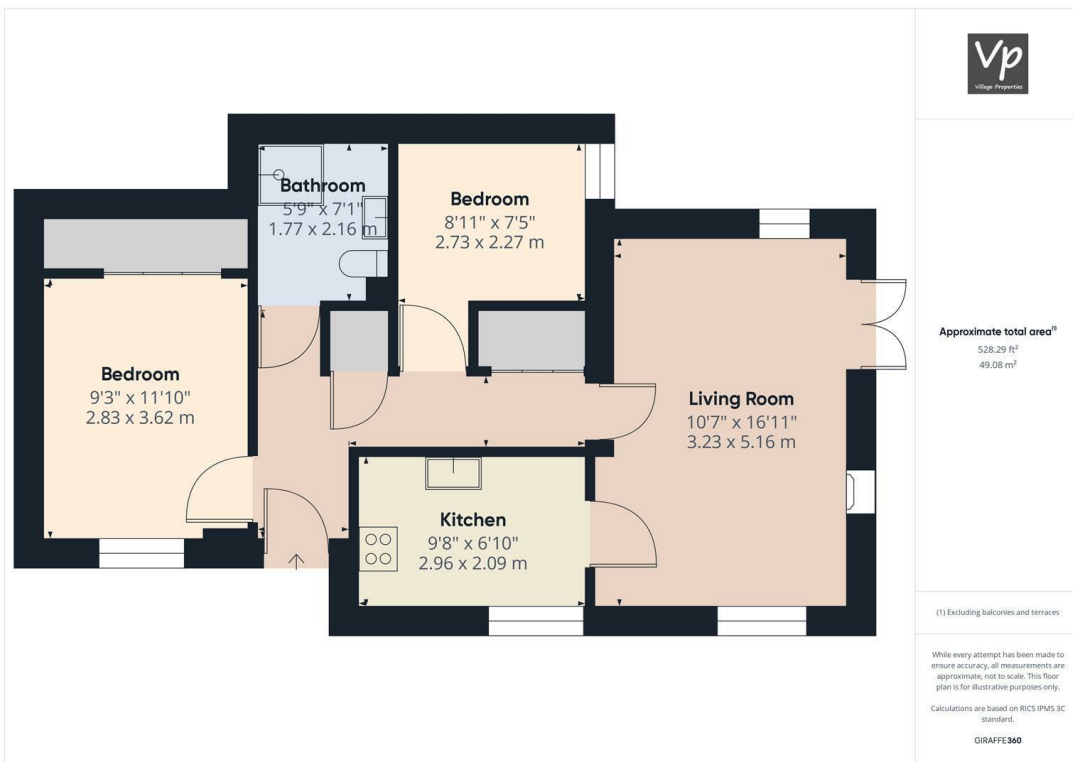 Vp
Village Properties
Bathroom
5'9" x 7'1"
1.77 x 2.16 m
Bedroom
8'11" x 7'5"
2.73 x 2.27 m
Bedroom
9'3" x 11'10"
2.83 x 3.62 m
Living Room
10'7" x 16'11"
3.23 x 5.16 m
Kitchen
9'8" x 6'10"
2.96 x 2.09 m
Approximate total area⁽¹⁾
528.29 ft²
49.08 m²
(1) Excluding balconies and terraces
While every attempt has been made to
ensure accuracy, all measurements are
approximate, not to scale. This floor
plan is for illustrative purposes only.
Calculations are based on RICS IPMS 3C
standard.
GIRAFFE360